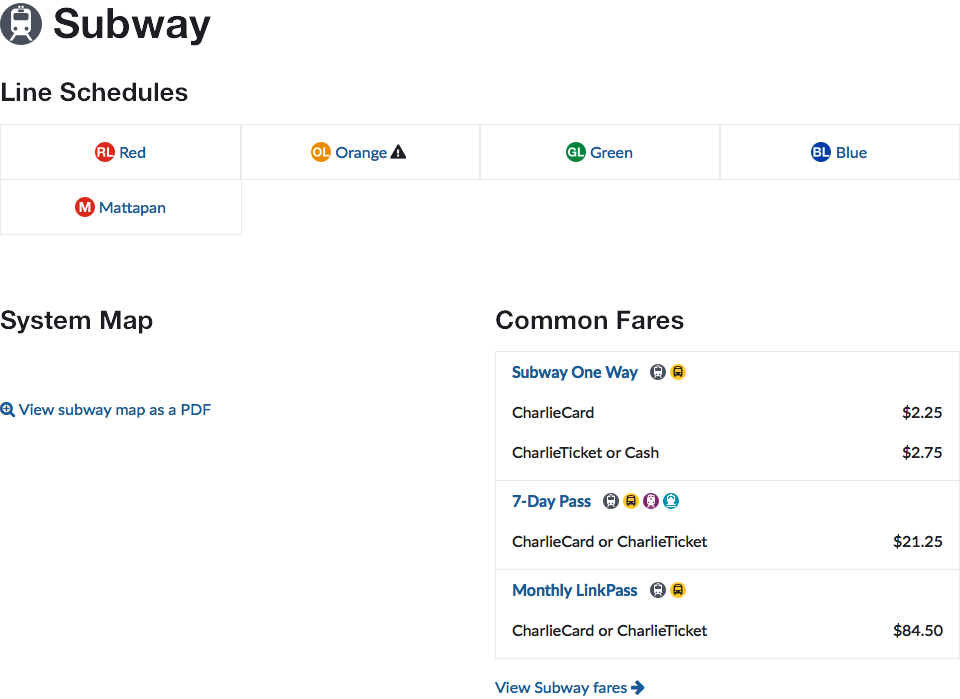 Subway
Line Schedules
RL Red
OL Orange
GL Green
BL Blue
M Mattapan
System Map
View subway map as a PDF
Common Fares
Subway One Way
CharlieCard $2.25
CharlieTicket or Cash $2.75
7-Day Pass
CharlieCard or CharlieTicket $21.25
Monthly LinkPass
CharlieCard or CharlieTicket $84.50
View Subway fares